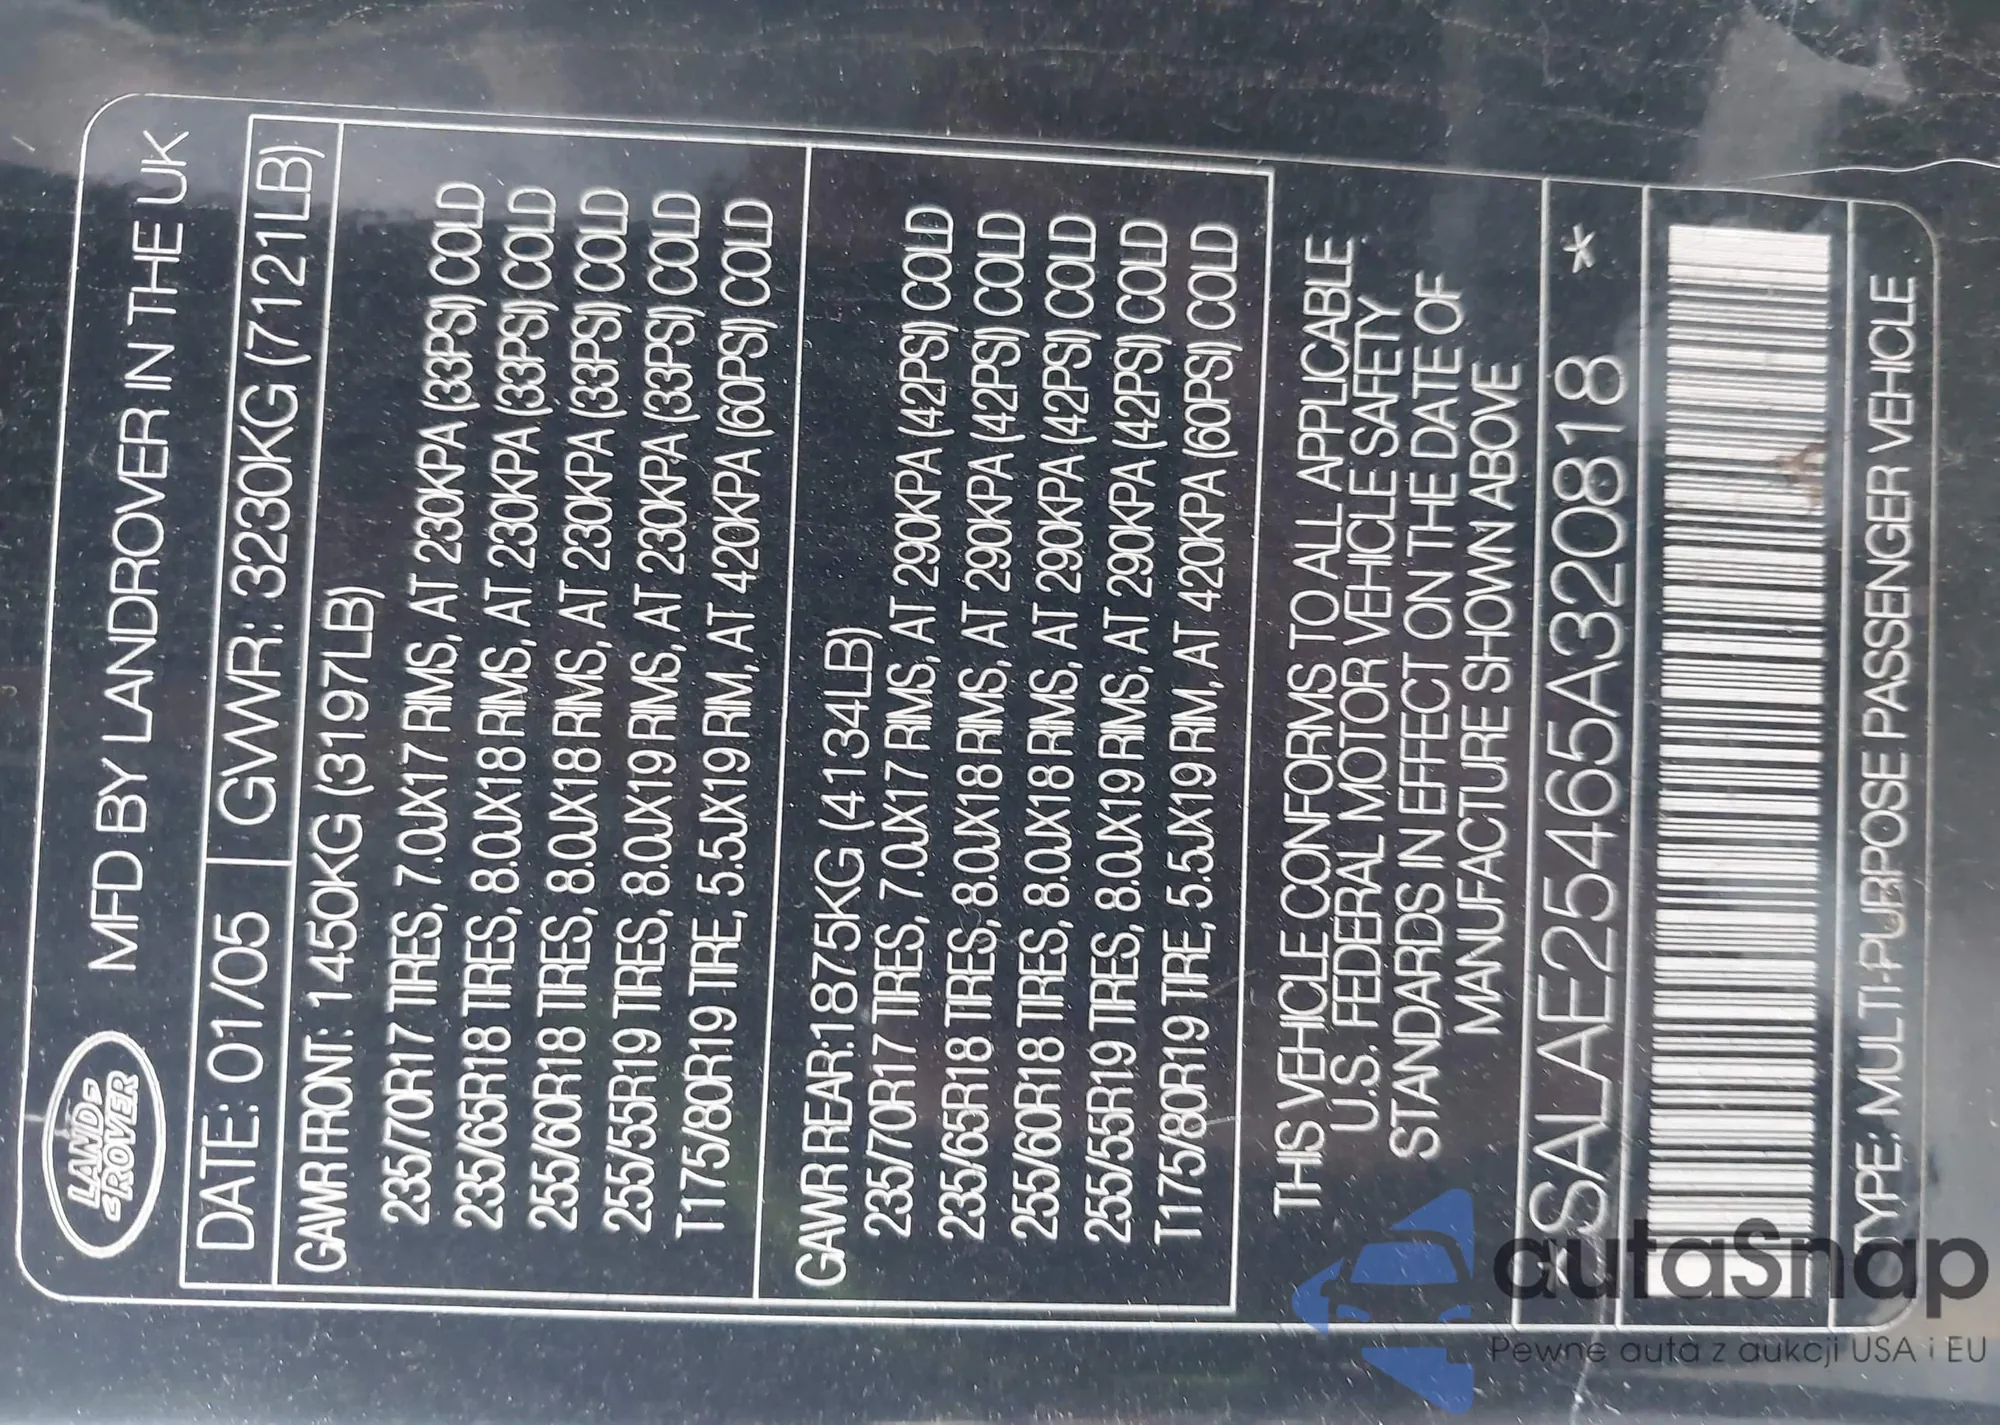 LAND ROVER
MFD BY LANDROVER IN THE UK
DATE: 01/05 GVWR: 3230KG (7121LB)
GAWR FRONT: 1450KG (3197LB)
235/70R17 TIRES, 7.0JX17 RIMS, AT 230KPA (33PSI) COLD
235/65R18 TIRES, 8.0JX18 RIMS, AT 230KPA (33PSI) COLD
255/60R18 TIRES, 8.0JX18 RIMS, AT 230KPA (33PSI) COLD
255/55R19 TIRES, 8.0JX19 RIMS, AT 230KPA (33PSI) COLD
T175/80R19 TIRE, 5.5JX19 RIM, AT 420KPA (60PSI) COLD
GAWR REAR:1875KG (4134LB)
235/70R17 TIRES, 7.0JX17 RIMS, AT 290KPA (42PSI) COLD
235/65R18 TIRES, 8.0JX18 RIMS, AT 290KPA (42PSI) COLD
255/60R18 TIRES, 8.0JX18 RIMS, AT 290KPA (42PSI) COLD
255/55R19 TIRES, 8.0JX19 RIMS, AT 290KPA (42PSI) COLD
T175/80R19 TIRE, 5.5JX19 RIM, AT 420KPA (60PSI) COLD
THIS VEHICLE CONFORMS TO ALL APPLICABLE
U.S. FEDERAL MOTOR VEHICLE SAFETY
STANDARDS IN EFFECT ON THE DATE OF
MANUFACTURE SHOWN ABOVE
*SALAE25465A320818 *
TYPE: MULTI-PURPOSE PASSENGER VEHICLE
autaSnap
Pewne auta z aukcji USA i EU